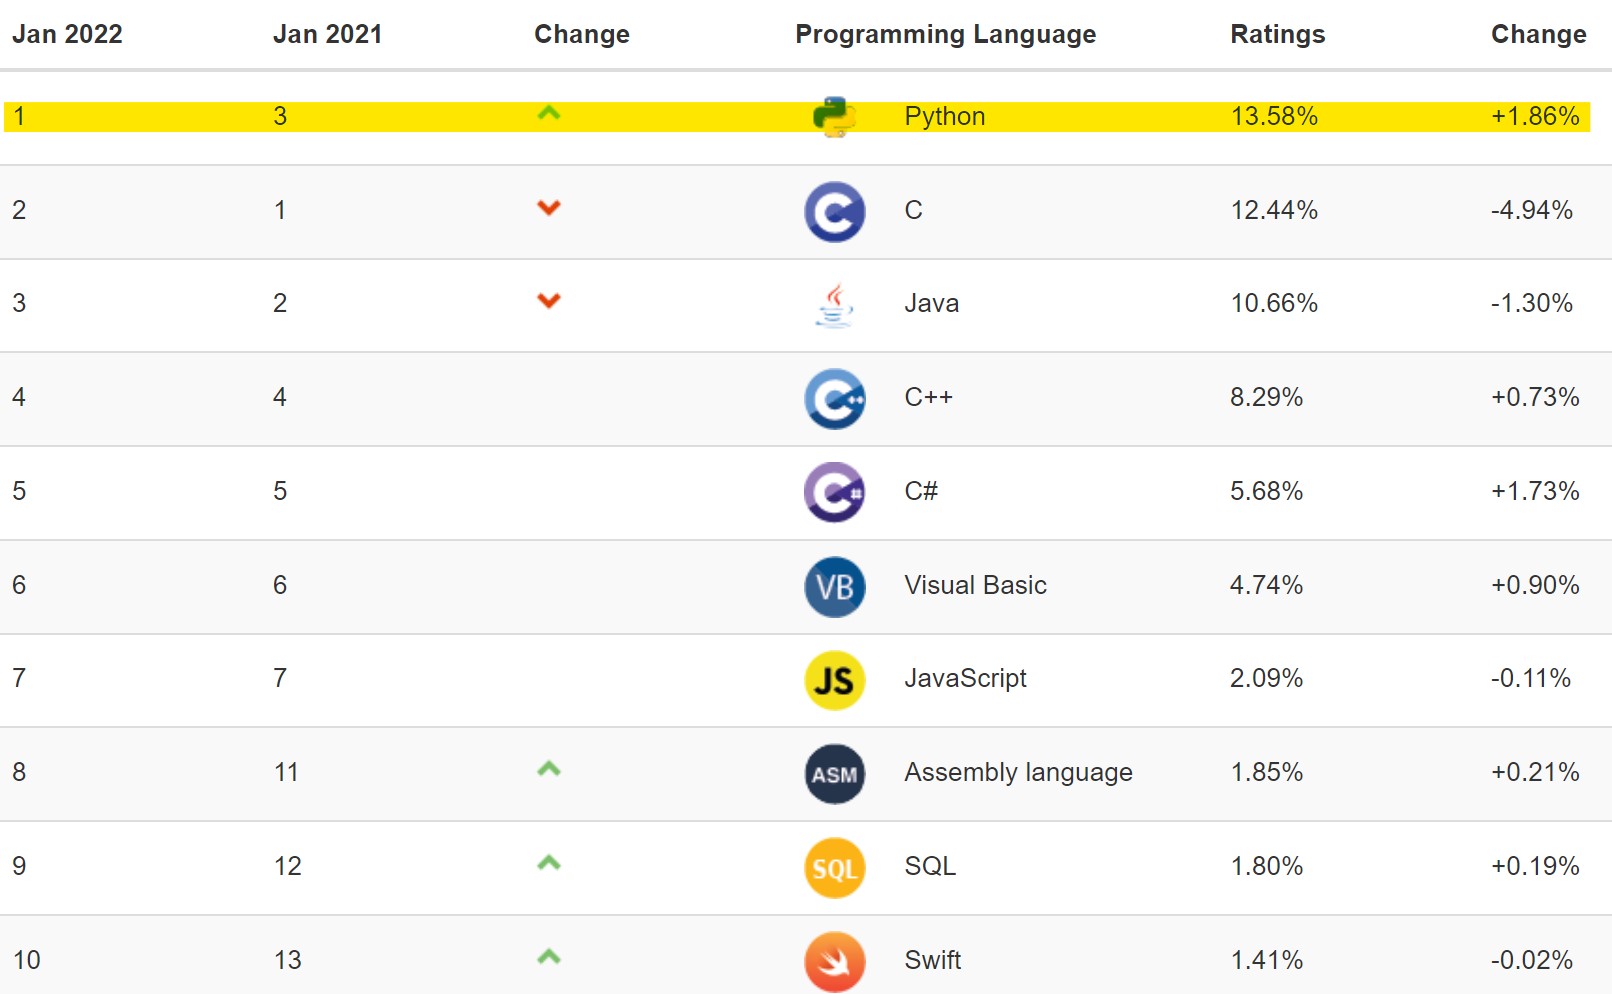 Jan 2022 Jan 2021 Change Programming Language Ratings Change
1 3 Python 13.58% +1.86%
2 1 C 12.44% -4.94%
3 2 Java 10.66% -1.30%
4 4 C++ 8.29% +0.73%
5 5 C# 5.68% +1.73%
6 6 VB Visual Basic 4.74% +0.90%
7 7 JS JavaScript 2.09% -0.11%
8 11 ASM Assembly language 1.85% +0.21%
9 12 SQL SQL 1.80% +0.19%
10 13 Swift 1.41% -0.02%